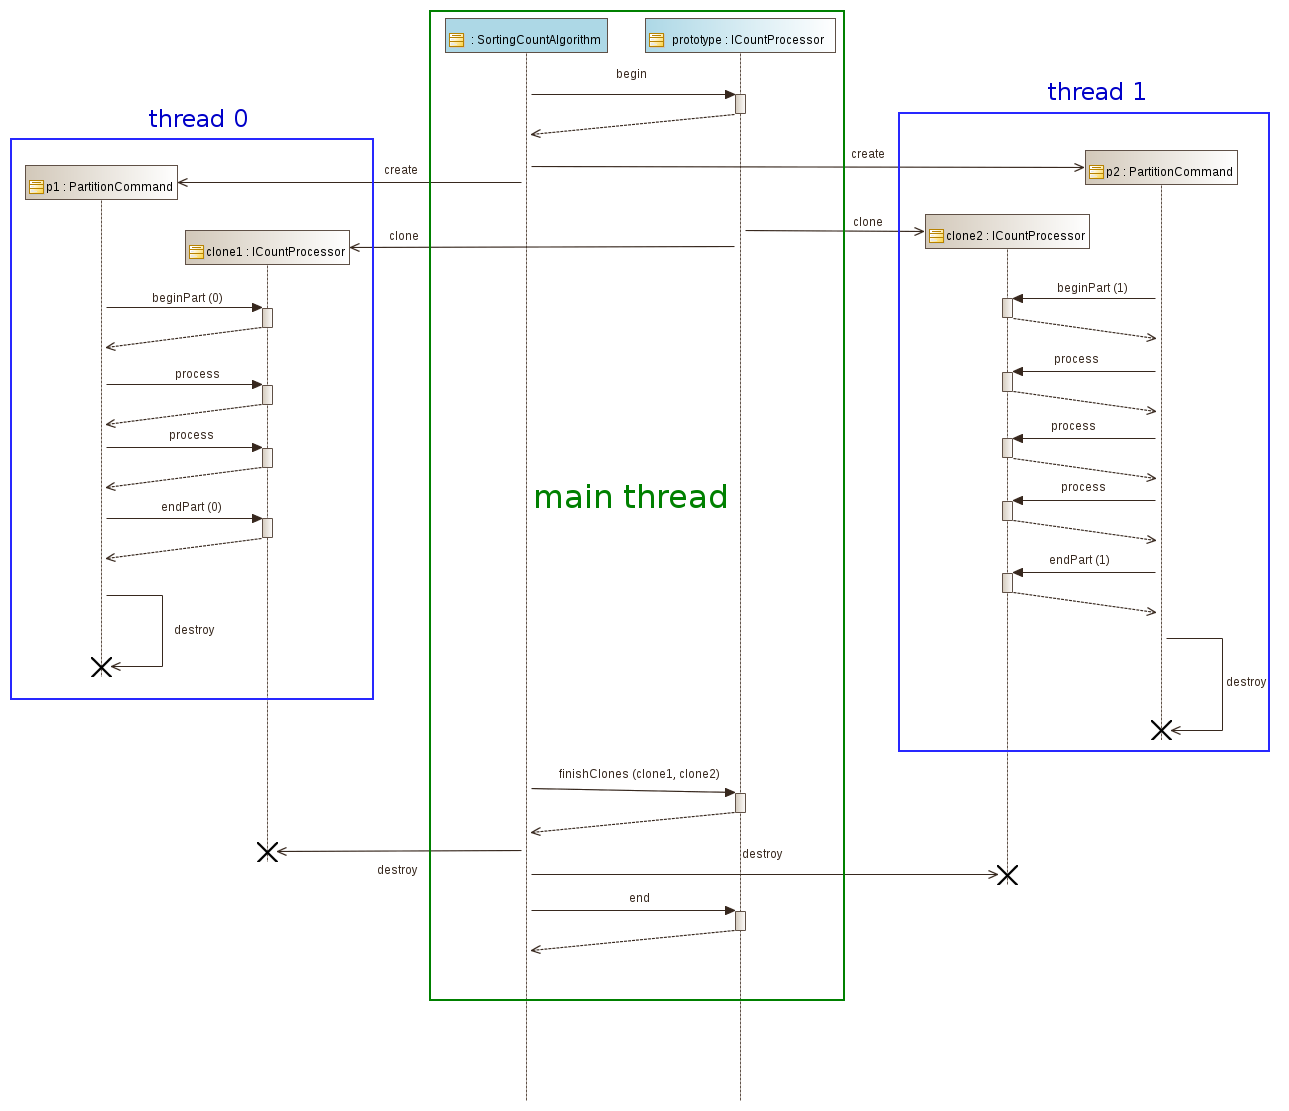 : SortingCountAlgorithm
prototype : ICountProcessor
begin
thread 1
thread 0
create
create
p1 : PartitionCommand
p2 : PartitionCommand
clone
clone
clone1 : ICountProcessor
clone2 : ICountProcessor
beginPart (0)
beginPart (1)
process
process
process
process
process
main thread
endPart (0)
endPart (1)
destroy
destroy
finishClones (clone1, clone2)
destroy
destroy
end